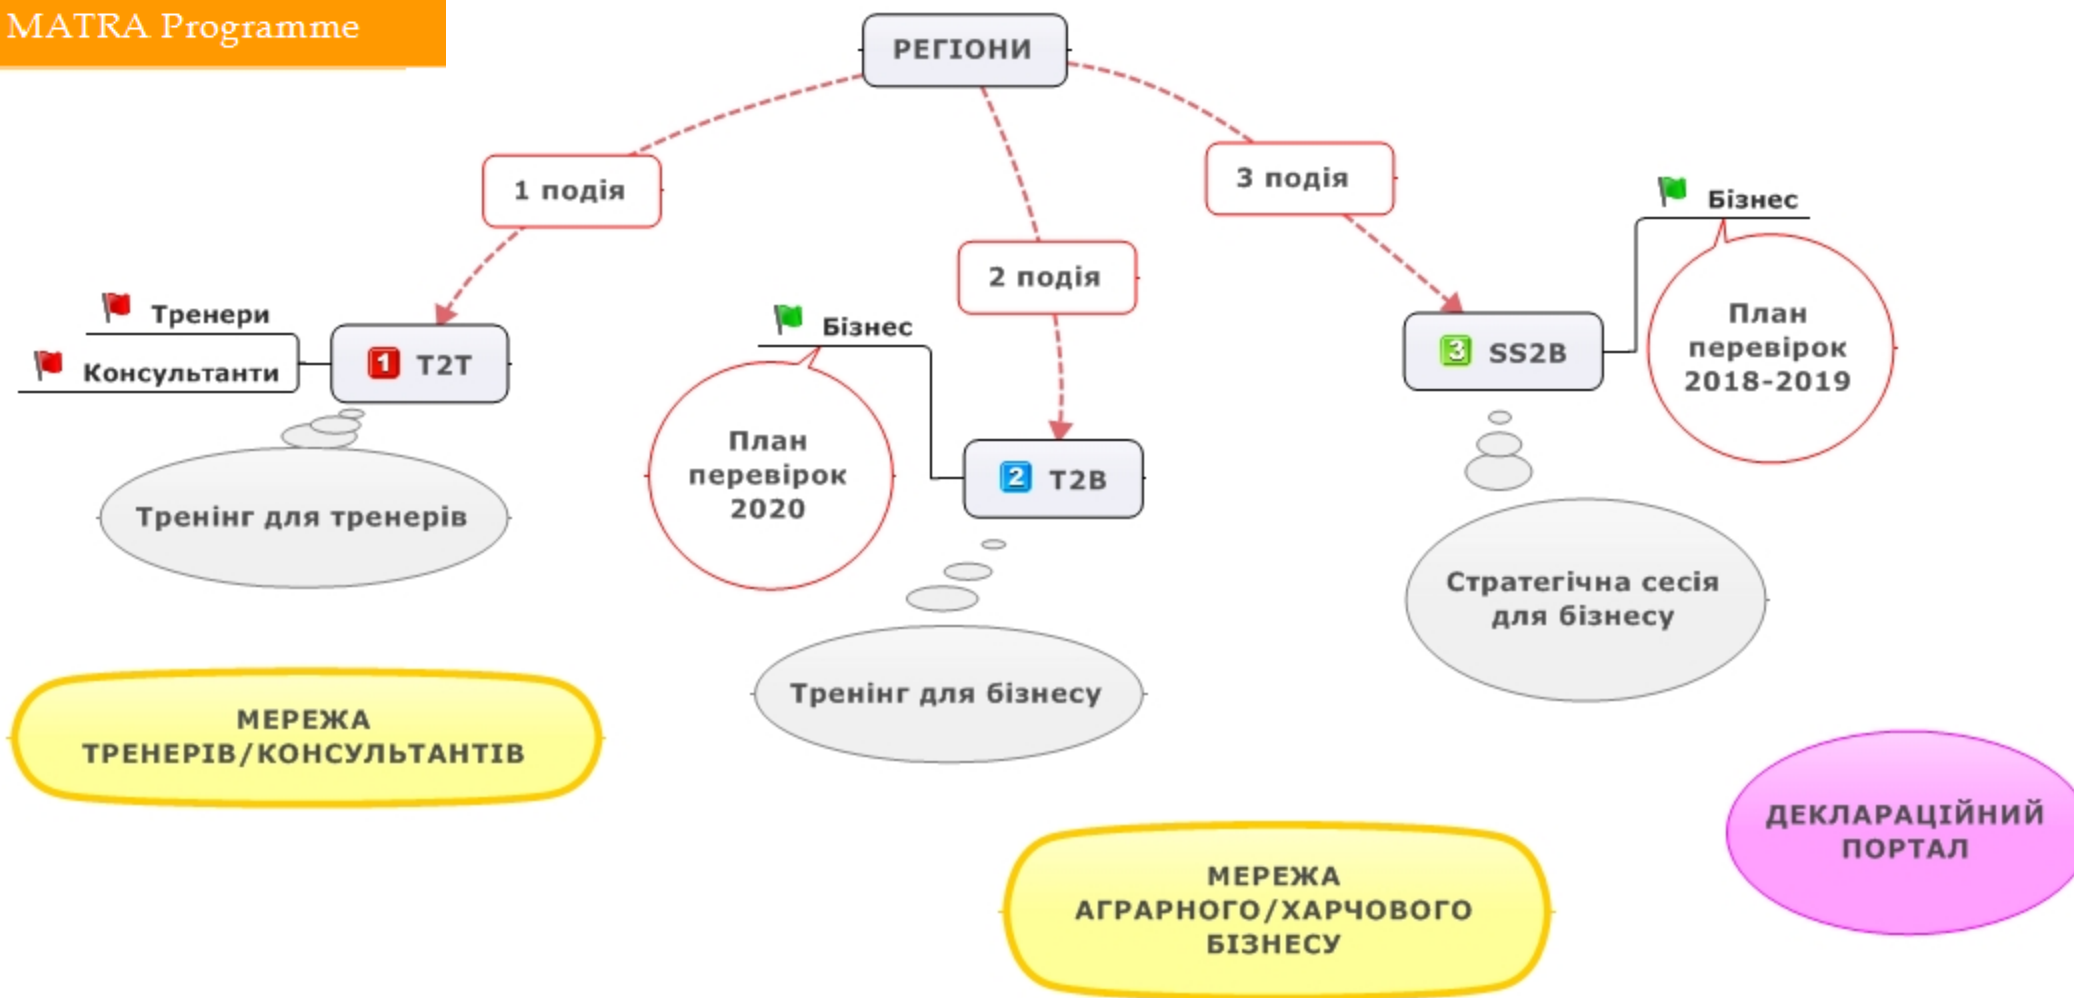 MATRA Programme
РЕГІОНИ
1 подія
2 подія
3 подія
Тренери
Консультанти
1 T2T
Тренінг для тренерів
Бізнес
План
перевірок
2020
2 T2B
Тренінг для бізнесу
Бізнес
План
перевірок
2018-2019
3 SS2B
Стратегічна сесія
для бізнесу
МЕРЕЖА
ТРЕНЕРІВ/КОНСУЛЬТАНТІВ
МЕРЕЖА
АГРАРНОГО/ХАРЧОВОГО
БІЗНЕСУ
ДЕКЛАРАЦІЙНИЙ
ПОРТАЛ